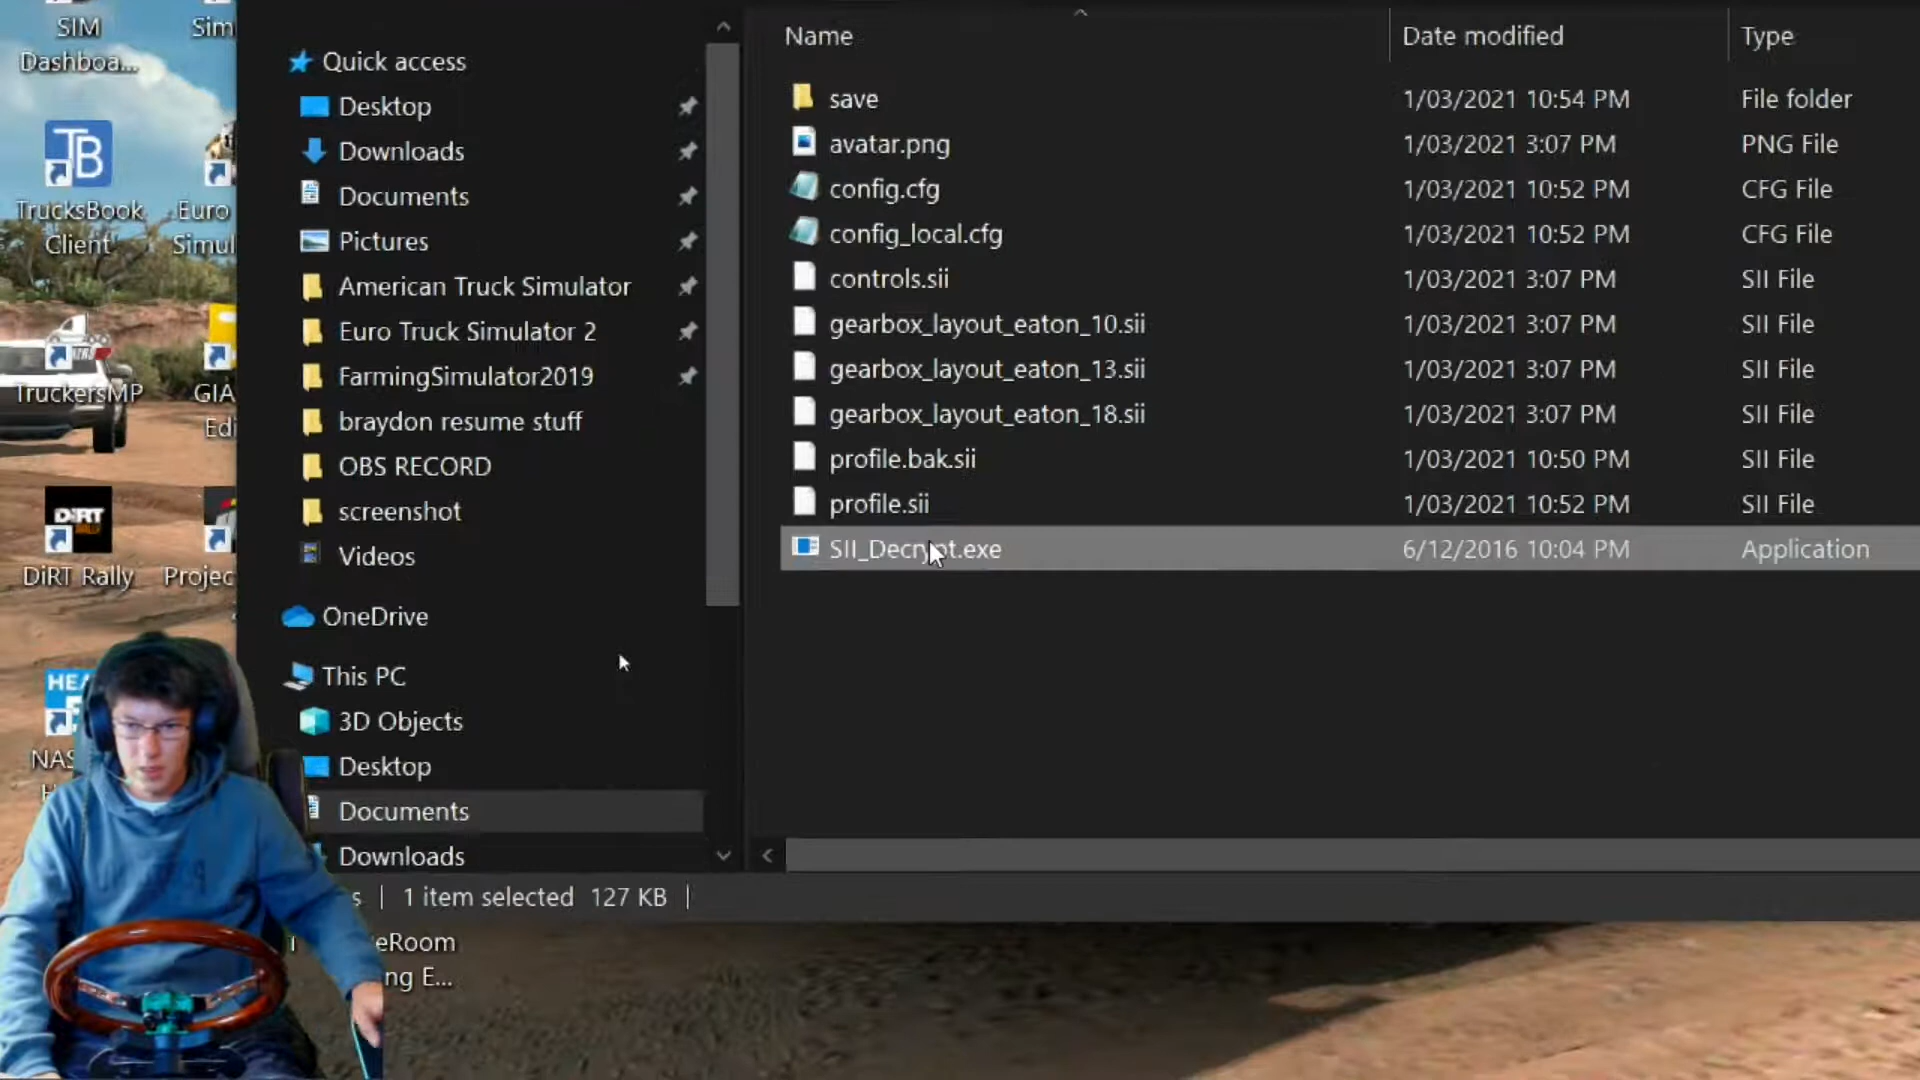 SIM
Dashboa...
Sim
TrucksBook
Client
Euro
Simul
TruckersMP
GIA
Edi
DiRT
DiRT Rally
Projec
HEA
NAS
Quick access
Desktop
Downloads
Documents
Pictures
American Truck Simulator
Euro Truck Simulator 2
FarmingSimulator2019
braydon resume stuff
OBS RECORD
screenshot
Videos
OneDrive
This PC
3D Objects
Desktop
Documents
Downloads
Name Date modified Type
save 1/03/2021 10:54 PM File folder
avatar.png 1/03/2021 3:07 PM PNG File
config.cfg 1/03/2021 10:52 PM CFG File
config_local.cfg 1/03/2021 10:52 PM CFG File
controls.sii 1/03/2021 3:07 PM SII File
gearbox_layout_eaton_10.sii 1/03/2021 3:07 PM SII File
gearbox_layout_eaton_13.sii 1/03/2021 3:07 PM SII File
gearbox_layout_eaton_18.sii 1/03/2021 3:07 PM SII File
profile.bak.sii 1/03/2021 10:50 PM SII File
profile.sii 1/03/2021 10:52 PM SII File
SII_Decrypt.exe 6/12/2016 10:04 PM Application
s 1 item selected 127 KB
eRoom
ng E...